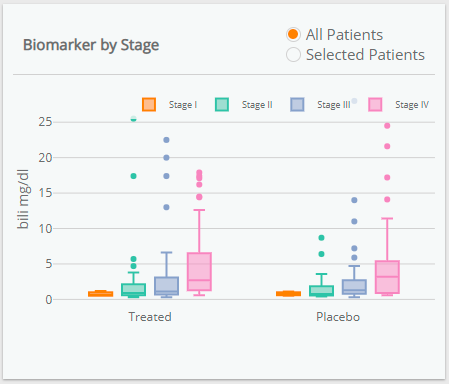 Biomarker by Stage
All Patients
Selected Patients
Stage I
Stage II
Stage III
Stage IV
bili mg/dl
25
20
15
10
5
0
Treated
Placebo